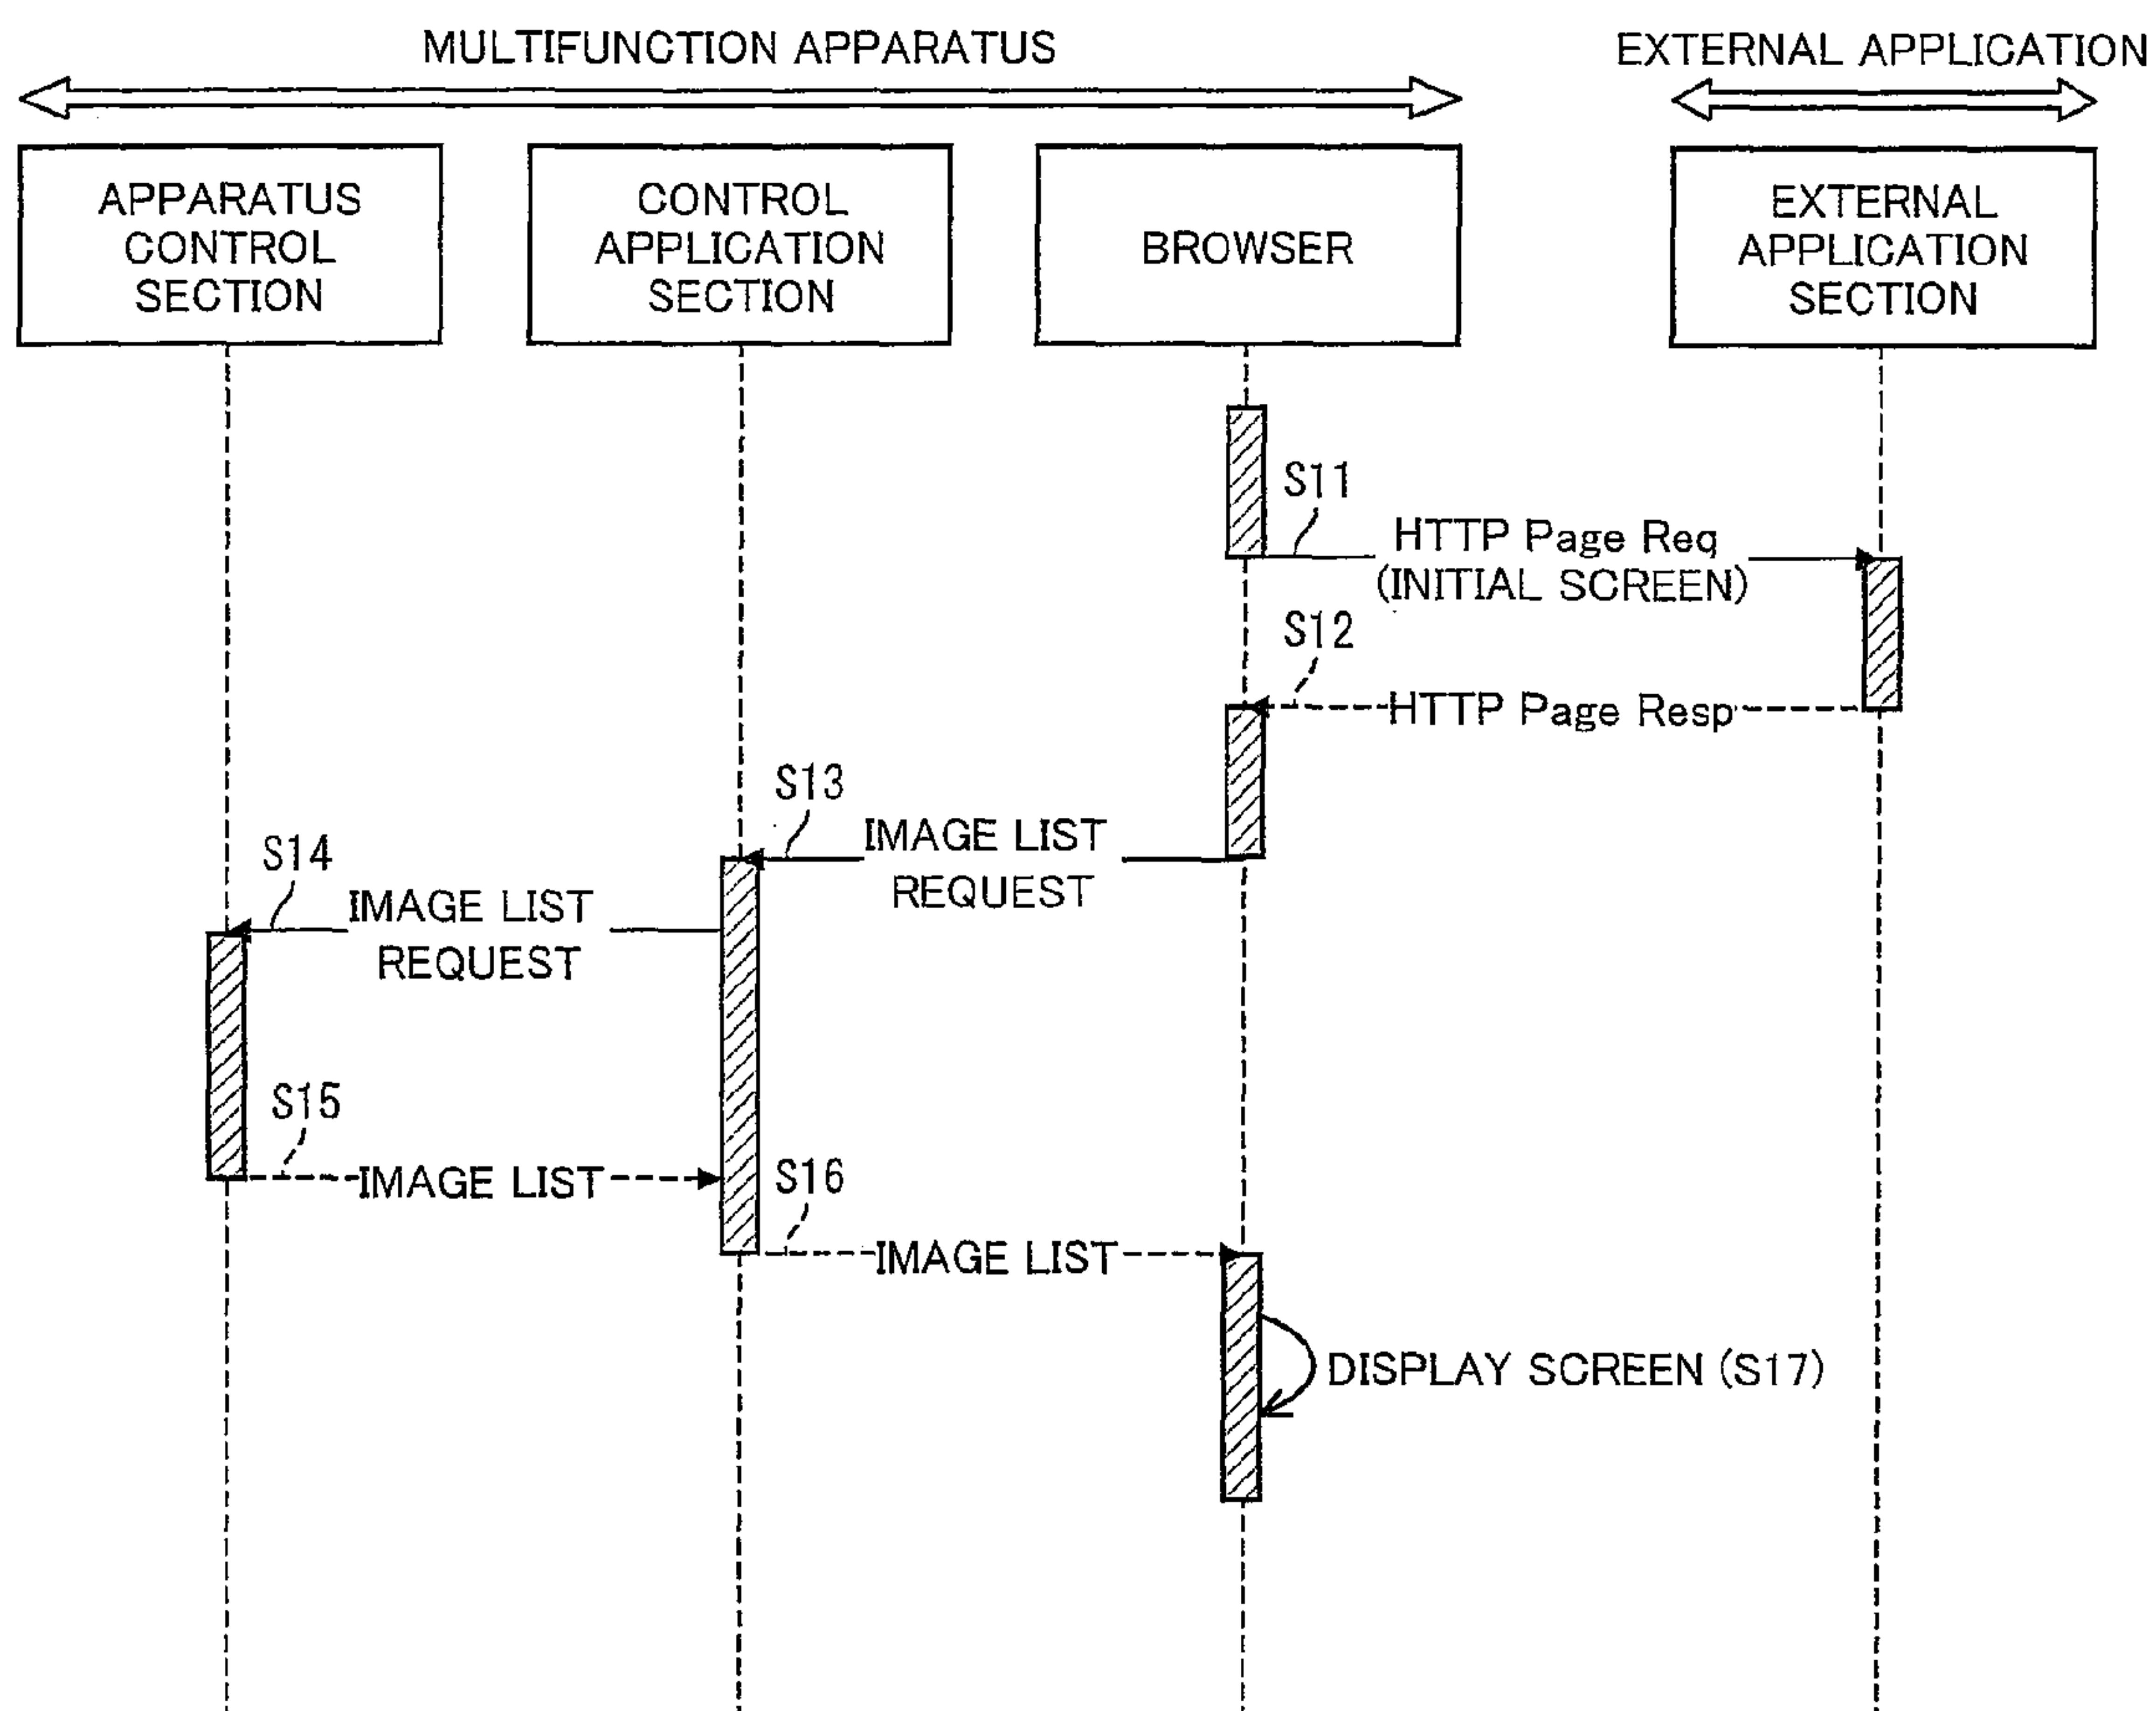 MULTIFUNCTION APPARATUS
EXTERNAL APPLICATION
APPARATUS
CONTROL
SECTION
CONTROL
APPLICATION
SECTION
BROWSER
EXTERNAL
APPLICATION
SECTION
S11
HTTP Page Req
(INITIAL SCREEN)
S12
HTTP Page Resp
S13
IMAGE LIST
REQUEST
S14
IMAGE LIST
REQUEST
S15
IMAGE LIST
S16
IMAGE LIST
DISPLAY SCREEN (S17)